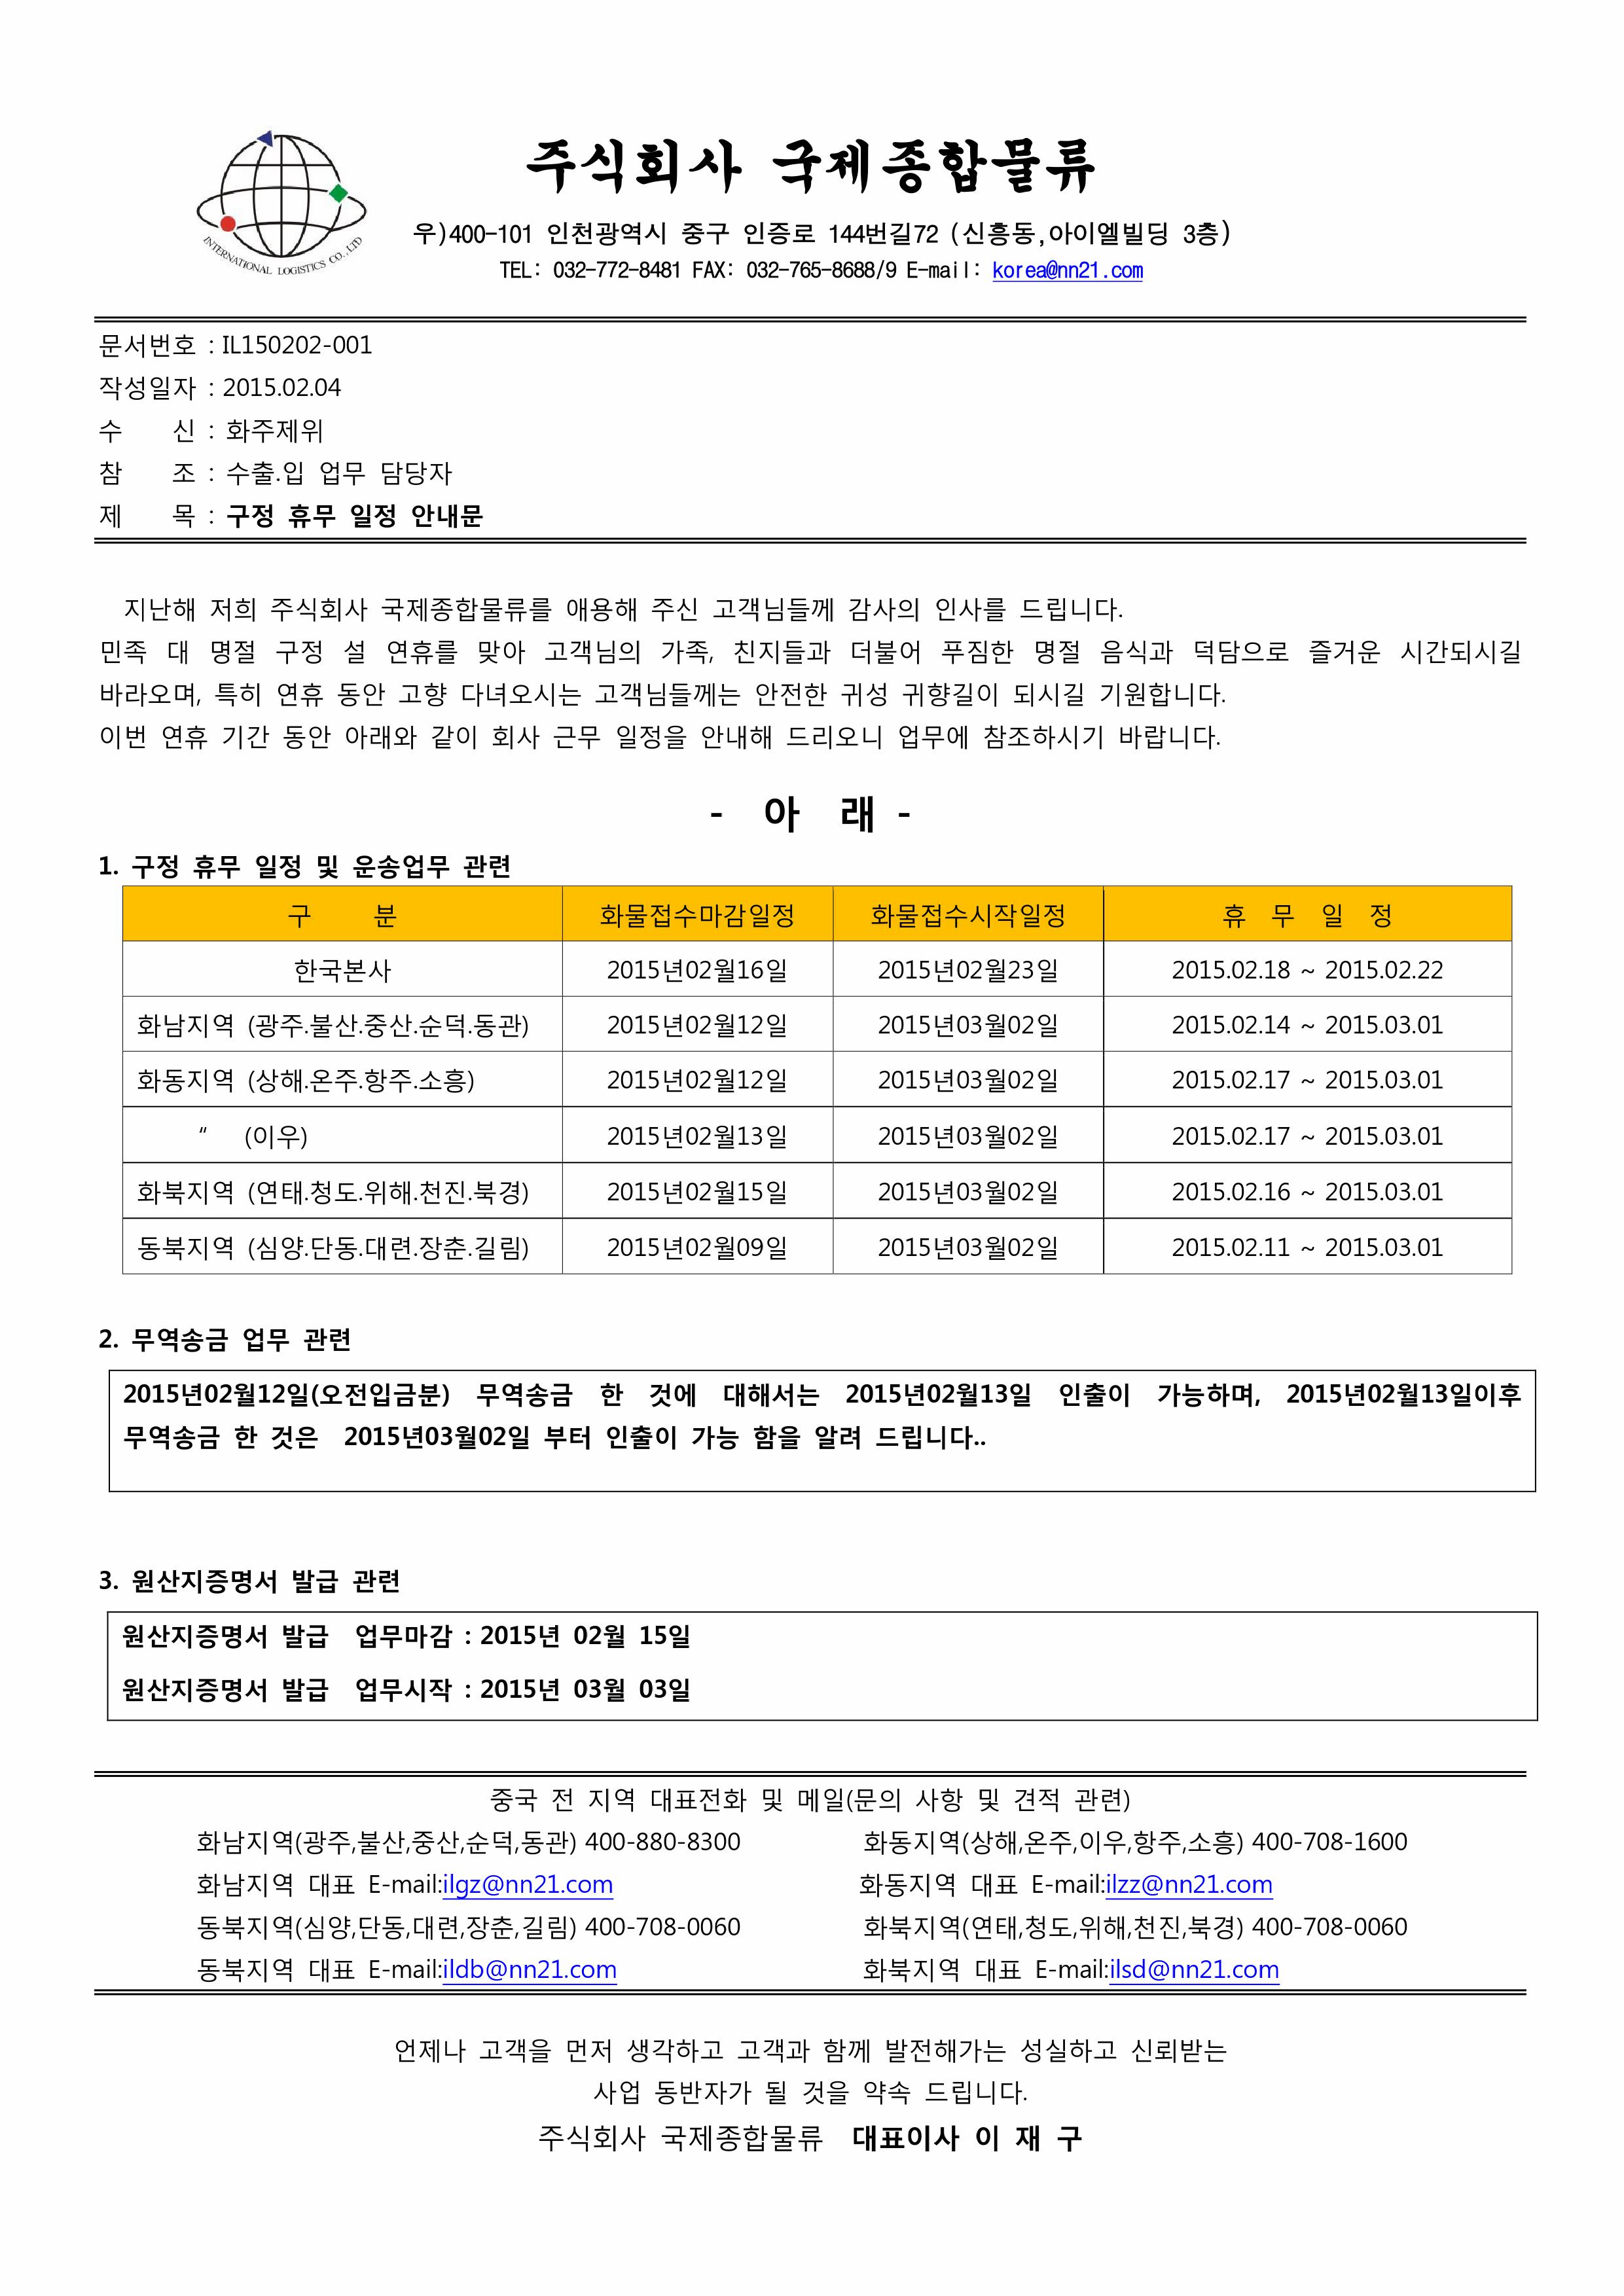 주식회사 국제종합물류
우)400-101 인천광역시 중구 인증로 144번길72 (신흥동,아이엘빌딩 3층)
TEL: 032-772-8481 FAX: 032-765-8688/9 E-mail: korea@nn21.com
INTERNATIONAL LOGISTICS CO.,LTD
문서번호 : IL150202-001
작성일자 : 2015.02.04
수 신 : 화주제위
참 조 : 수출.입 업무 담당자
제 목 : 구정 휴무 일정 안내문
지난해 저희 주식회사 국제종합물류를 애용해 주신 고객님들께 감사의 인사를 드립니다.
민족 대 명절 구정 설 연휴를 맞아 고객님의 가족, 친지들과 더불어 푸짐한 명절 음식과 덕담으로 즐거운 시간되시길
바라오며, 특히 연휴 동안 고향 다녀오시는 고객님들께는 안전한 귀성 귀향길이 되시길 기원합니다.
이번 연휴 기간 동안 아래와 같이 회사 근무 일정을 안내해 드리오니 업무에 참조하시기 바랍니다.
- 아 래 -
1. 구정 휴무 일정 및 운송업무 관련
구 분 화물접수마감일정 화물접수시작일정 휴 무 일 정
한국본사 2015년02월16일 2015년02월23일 2015.02.18 ~ 2015.02.22
화남지역 (광주.불산.중산.순덕.동관) 2015년02월12일 2015년03월02일 2015.02.14 ~ 2015.03.01
화동지역 (상해.온주.항주.소흥) 2015년02월12일 2015년03월02일 2015.02.17 ~ 2015.03.01
“ (이우) 2015년02월13일 2015년03월02일 2015.02.17 ~ 2015.03.01
화북지역 (연태.청도.위해.천진.북경) 2015년02월15일 2015년03월02일 2015.02.16 ~ 2015.03.01
동북지역 (심양.단동.대련.장춘.길림) 2015년02월09일 2015년03월02일 2015.02.11 ~ 2015.03.01
2. 무역송금 업무 관련
2015년02월12일(오전입금분) 무역송금 한 것에 대해서는 2015년02월13일 인출이 가능하며, 2015년02월13일이후
무역송금 한 것은 2015년03월02일 부터 인출이 가능 함을 알려 드립니다..
3. 원산지증명서 발급 관련
원산지증명서 발급 업무마감 : 2015년 02월 15일
원산지증명서 발급 업무시작 : 2015년 03월 03일
중국 전 지역 대표전화 및 메일(문의 사항 및 견적 관련)
화남지역(광주,불산,중산,순덕,동관) 400-880-8300 화동지역(상해,온주,이우,항주,소흥) 400-708-1600
화남지역 대표 E-mail:ilgz@nn21.com 화동지역 대표 E-mail:ilzz@nn21.com
동북지역(심양,단동,대련,장춘,길림) 400-708-0060 화북지역(연태,청도,위해,천진,북경) 400-708-0060
동북지역 대표 E-mail:ildb@nn21.com 화북지역 대표 E-mail:ilsd@nn21.com
언제나 고객을 먼저 생각하고 고객과 함께 발전해가는 성실하고 신뢰받는
사업 동반자가 될 것을 약속 드립니다.
주식회사 국제종합물류 대표이사 이 재 구